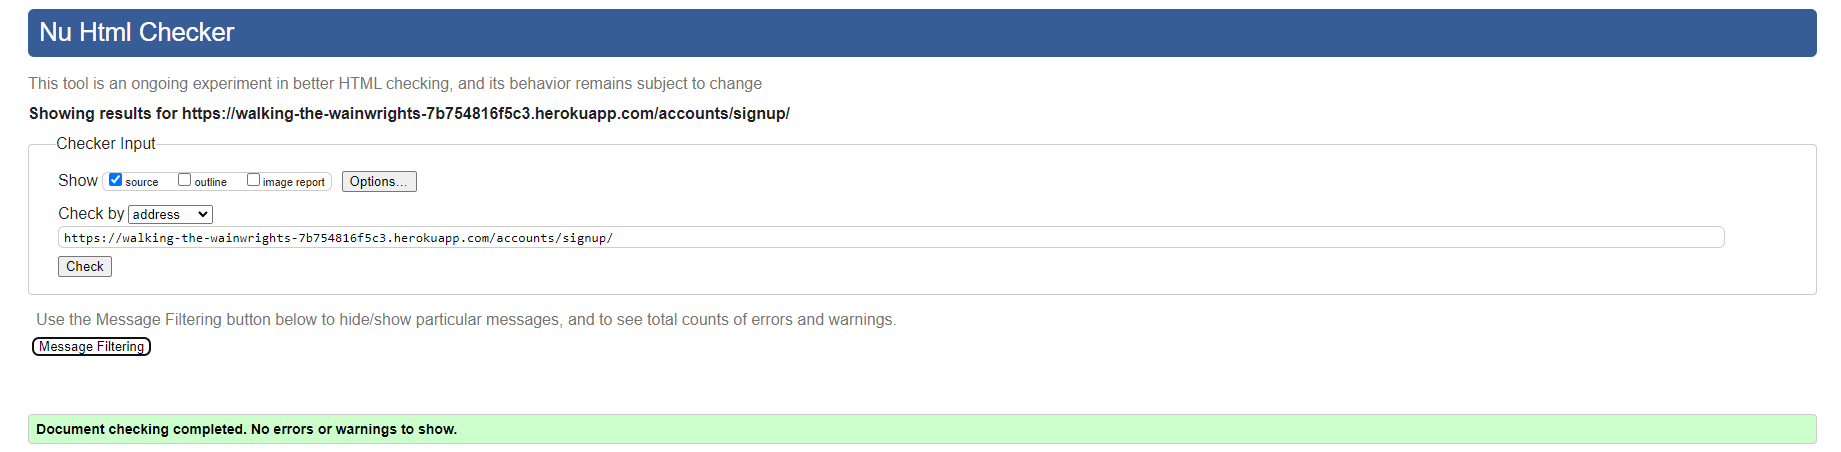 Nu Html Checker
This tool is an ongoing experiment in better HTML checking, and its behavior remains subject to change
Showing results for https://walking-the-wainwrights-7b754816f5c3.herokuapp.com/accounts/signup/
Checker Input
Show source outline image report Options...
Check by address
https://walking-the-wainwrights-7b754816f5c3.herokuapp.com/accounts/signup/
Check
Use the Message Filtering button below to hide/show particular messages, and to see total counts of errors and warnings.
Message Filtering
Document checking completed. No errors or warnings to show.